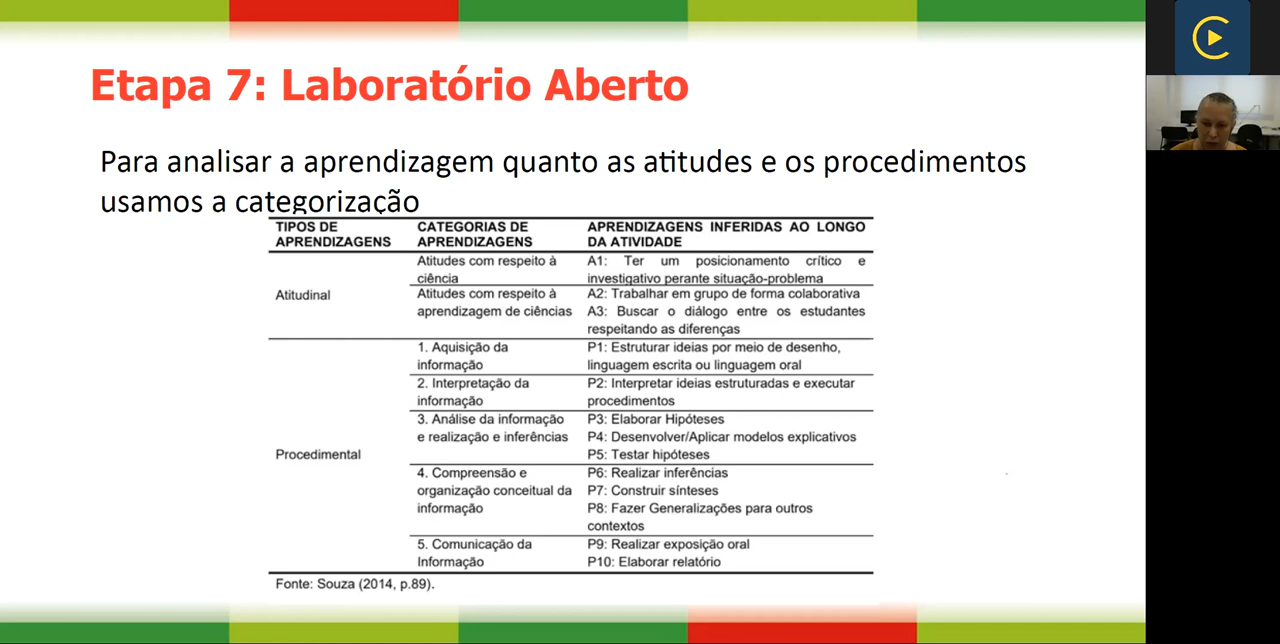 Etapa 7: Laboratório Aberto
Para analisar a aprendizagem quanto as atitudes e os procedimentos
usamos a categorização
TIPOS DE
APRENDIZAGENS
CATEGORIAS DE
APRENDIZAGENS
APRENDIZAGENS INFERIDAS AO LONGO
DA ATIVIDADE
Atitudinal
Atitudes com respeito à
ciência
A1: Ter um posicionamento crítico e
investigativo perante situação-problema
Atitudes com respeito à
aprendizagem de ciências
A2: Trabalhar em grupo de forma colaborativa
A3: Buscar o diálogo entre os estudantes
respeitando as diferenças
Procedimental
1. Aquisição da
informação
P1: Estruturar ideias por meio de desenho,
linguagem escrita ou linguagem oral
2. Interpretação da
informação
P2: Interpretar ideias estruturadas e executar
procedimentos
3. Análise da informação
e realização e inferências
P3: Elaborar Hipóteses
P4: Desenvolver/Aplicar modelos explicativos
P5: Testar hipóteses
4. Compreensão e
organização conceitual da
informação
P6: Realizar inferências
P7: Construir sínteses
P8: Fazer Generalizações para outros
contextos
5. Comunicação da
Informação
P9: Realizar exposição oral
P10: Elaborar relatório
Fonte: Souza (2014, p.89).